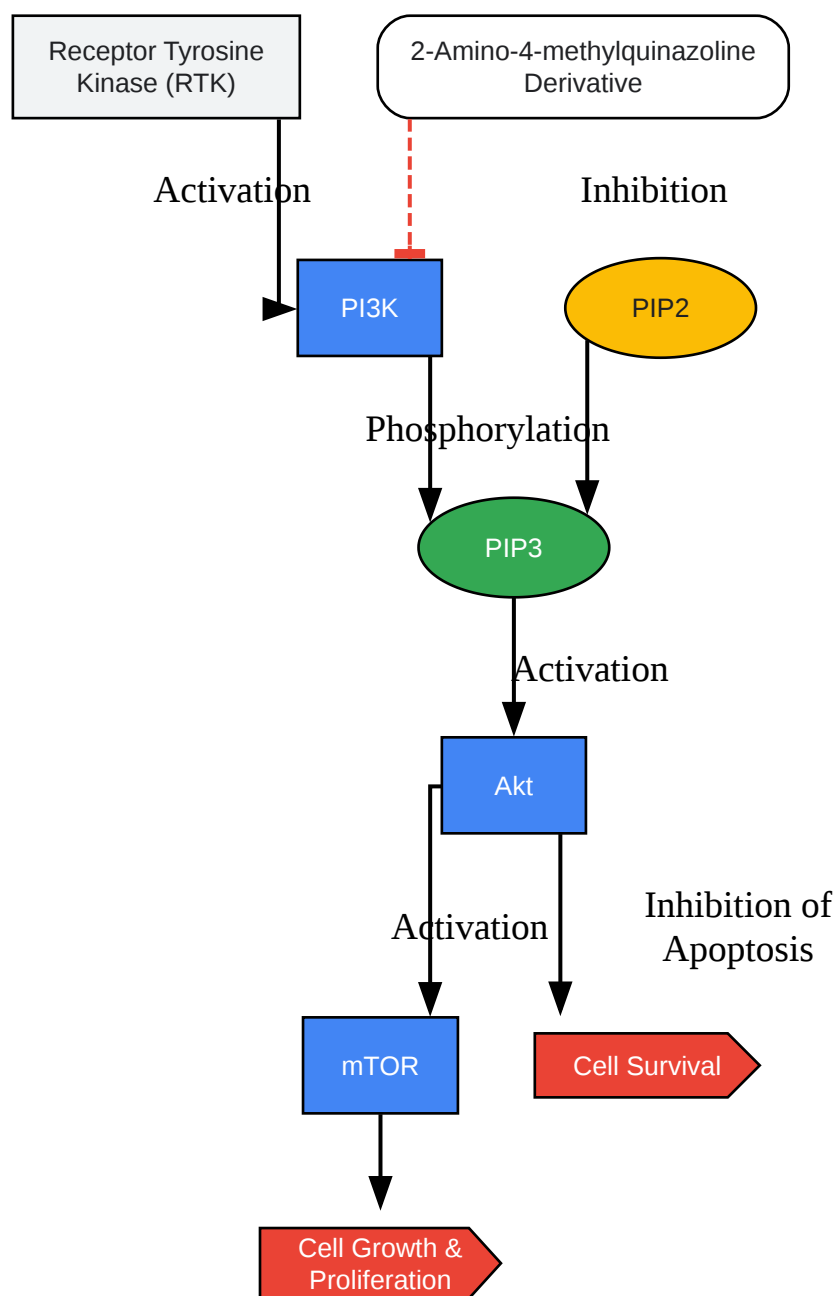 Receptor Tyrosine
Kinase (RTK)
2-Amino-4-methylquinazoline
Derivative
Activation
Inhibition
PI3K
PIP2
Phosphorylation
PIP3
Activation
Akt
Activation
Inhibition of
Apoptosis
mTOR
Cell Survival
Cell Growth &
Proliferation